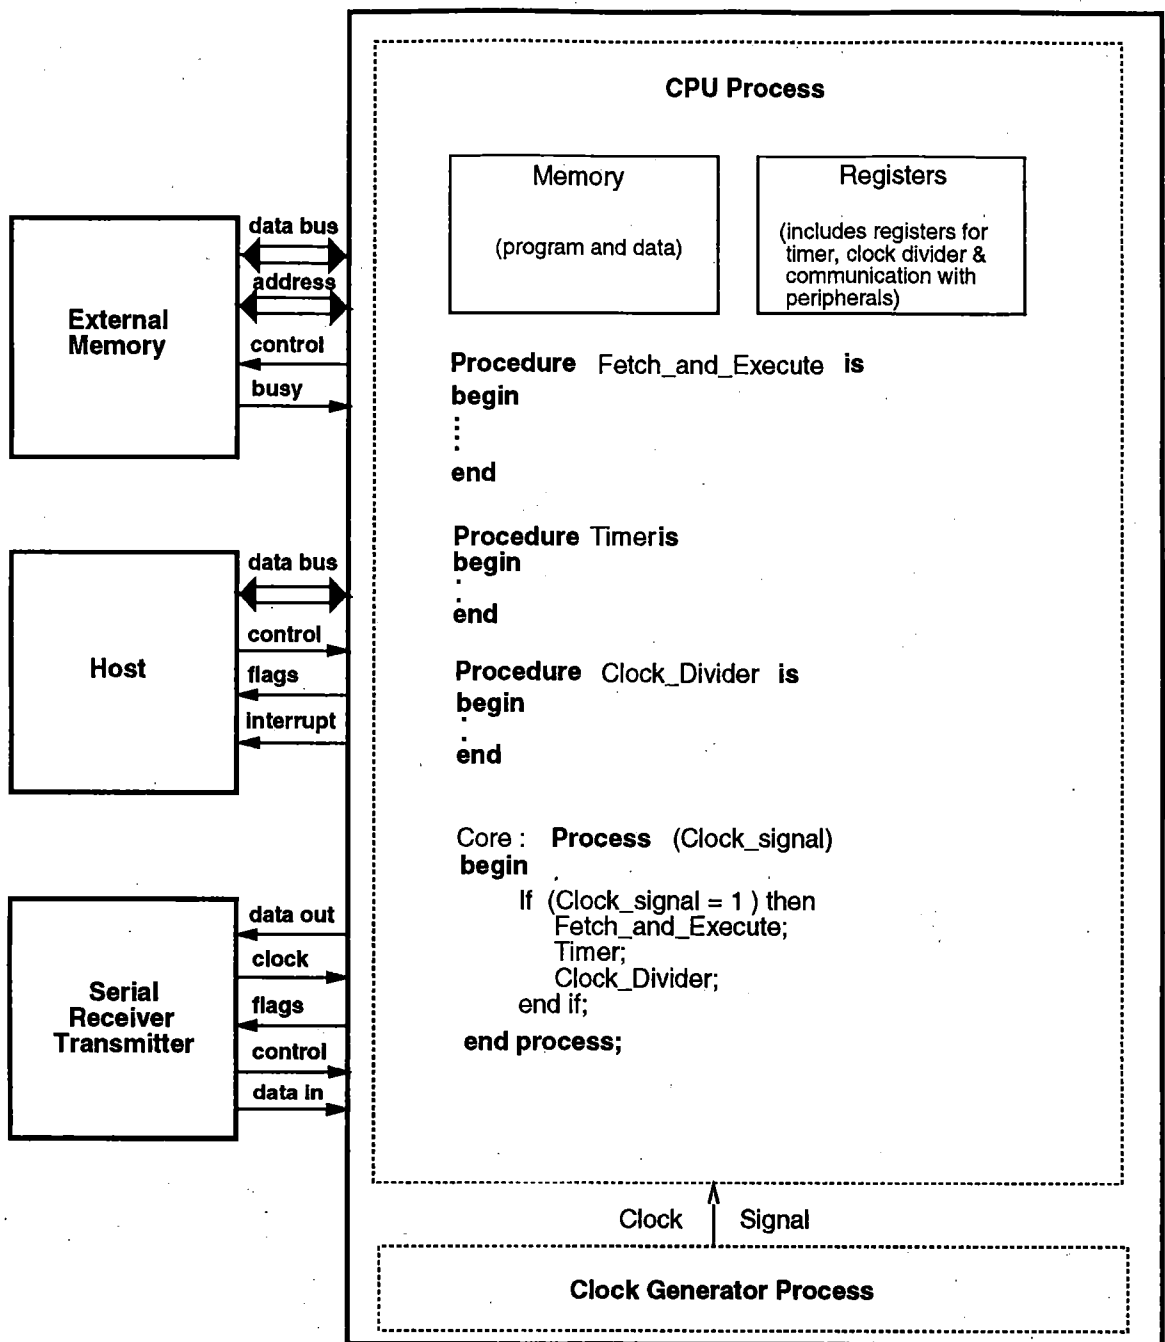 CPU Process
Memory
(program and data)
Registers
(includes registers for
timer, clock divider &
communication with
peripherals)
External
Memory
data bus
address
control
busy
Procedure Fetch_and_Execute is
begin
:
:
end
Procedure Timer is
begin
:
end
Host
data bus
control
flags
interrupt
Procedure Clock_Divider is
begin
:
end
Core : Process (Clock_signal)
begin
If (Clock_signal = 1 ) then
Fetch_and_Execute;
Timer;
Clock_Divider;
end if;
end process;
Serial
Receiver
Transmitter
data out
clock
flags
control
data in
Clock Signal
Clock Generator Process